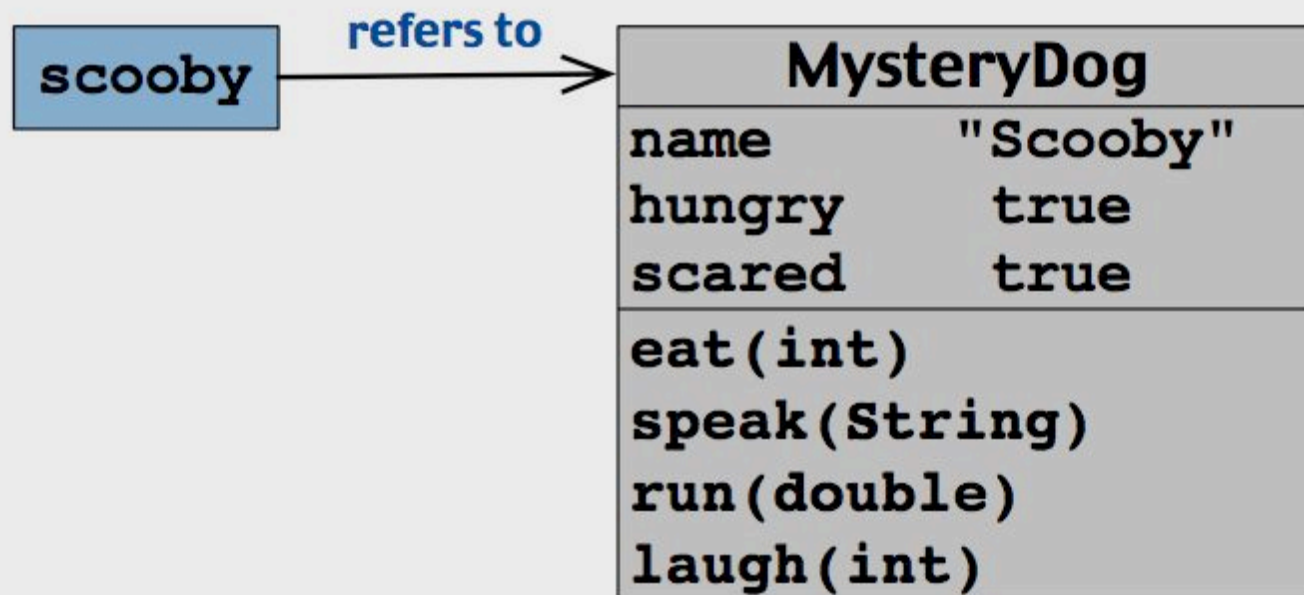 refers to
scooby
MysteryDog
name "Scooby"
hungry true
scared true
eat(int)
speak(String)
run(double)
laugh(int)